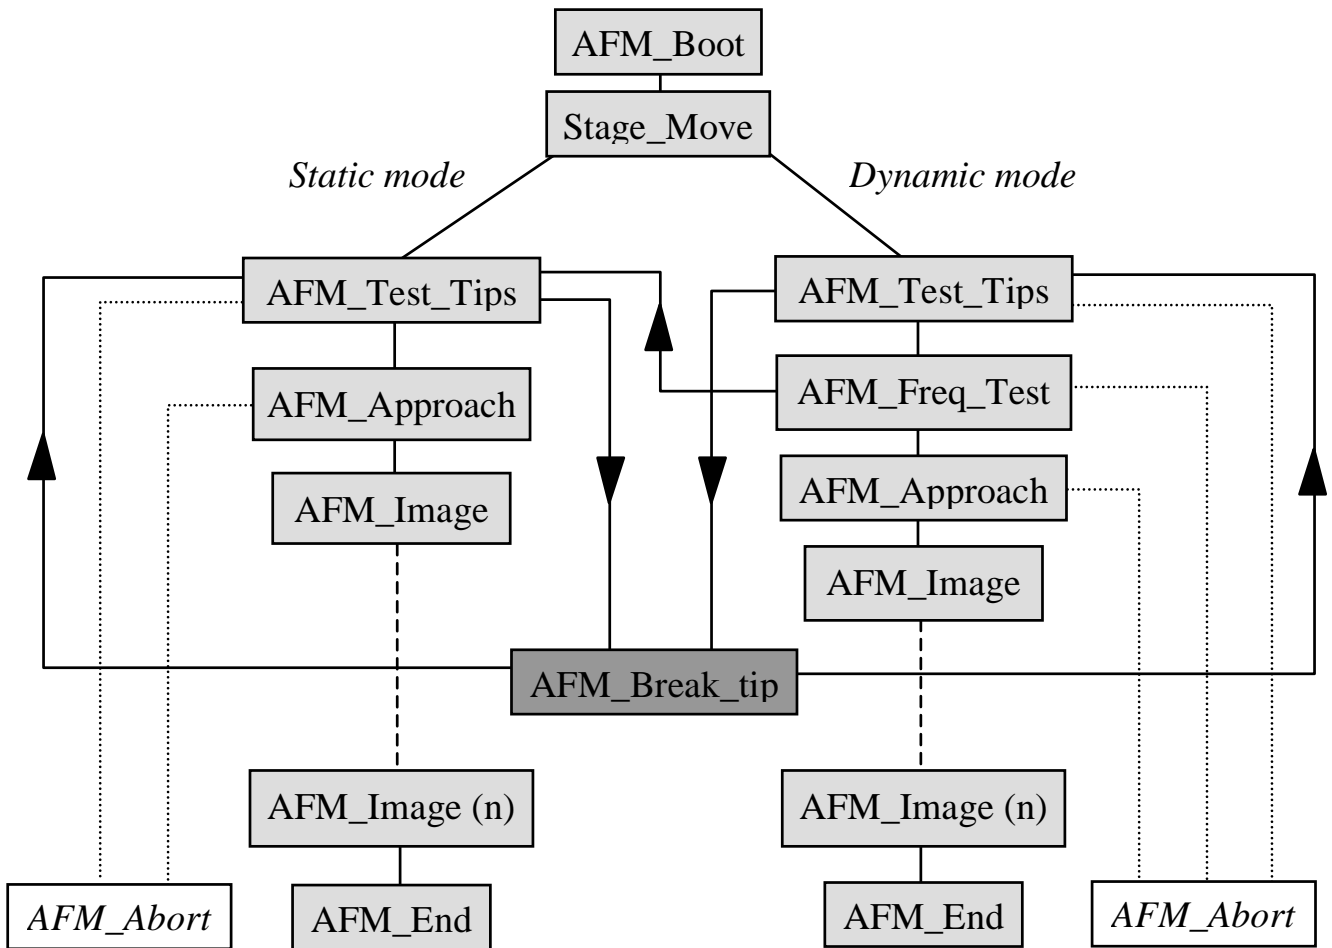 AFM_Boot
Stage_Move
Static mode
Dynamic mode
AFM_Test_Tips
AFM_Test_Tips
AFM_Approach
AFM_Freq_Test
AFM_Image
AFM_Approach
AFM_Image
AFM_Break_tip
AFM_Image (n)
AFM_Image (n)
AFM_Abort
AFM_End
AFM_End
AFM_Abort